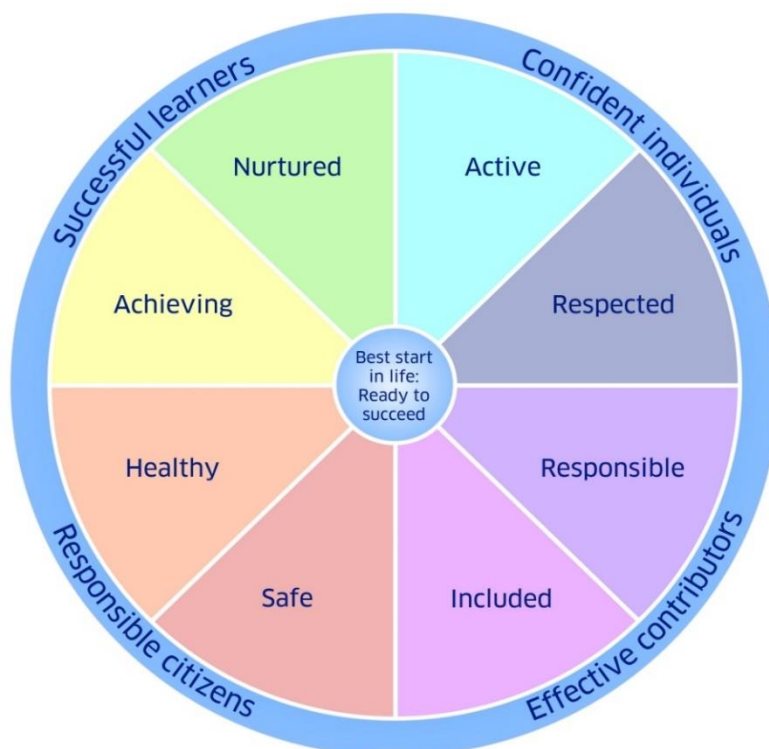 Successful learners
Confident individuals
Nurtured
Active
Achieving
Respected
Best start
in life:
Ready to
succeed
Healthy
Responsible
Safe
Included
Responsible citizens
Effective contributors